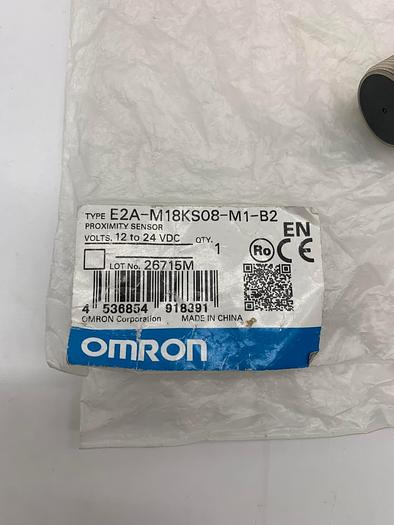 TYPE E2A-M18KS08-M1-B2
PROXIMITY SENSOR
VOLTS. 12 to 24 VDC QTY. 1
EN
Ro CE
LOT No. 26715M
4 536854 918391
OMRON Corporation MADE IN CHINA
OMRON